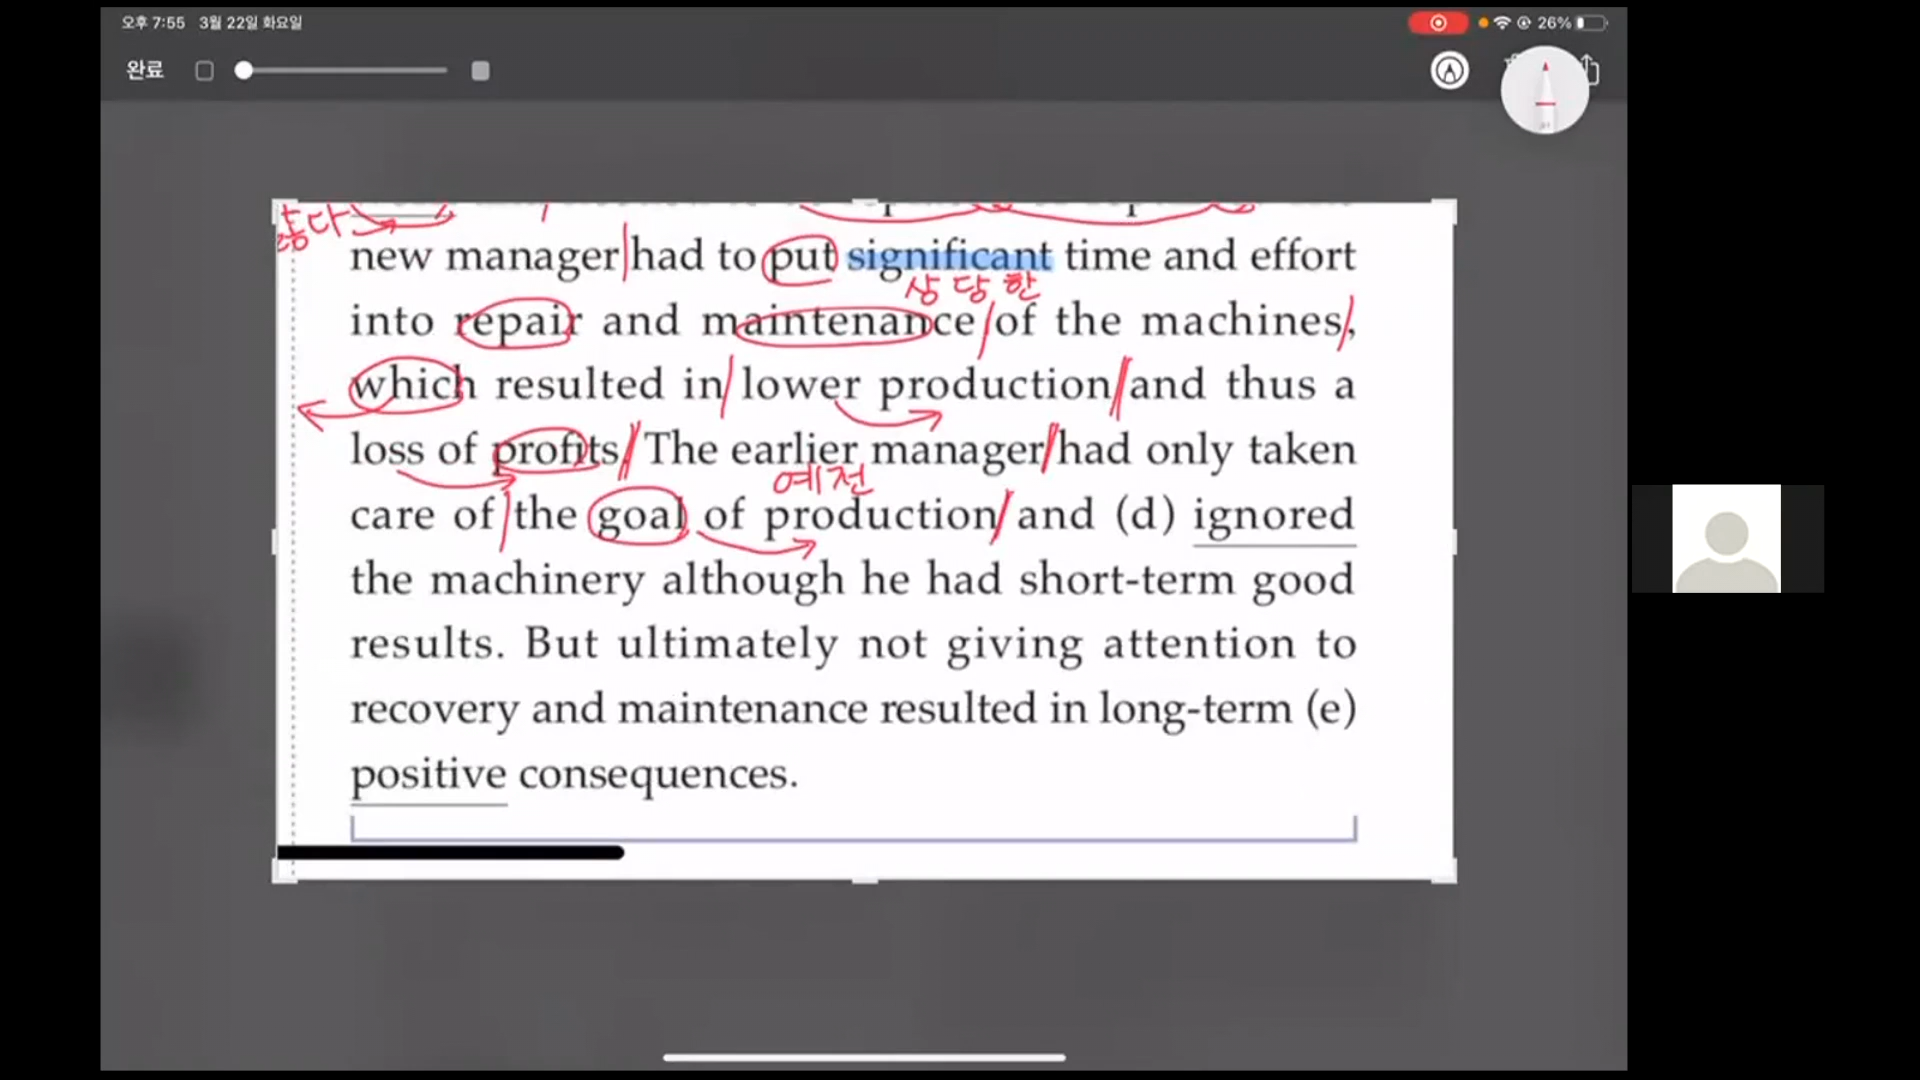 오후 7:55 3월 22일 화요일
26%
완료
new manager had to put significant time and effort
상당한
into repair and maintenance of the machines,
which resulted in lower production and thus a
loss of profits. The earlier manager had only taken
예전
care of the goal of production and (d) ignored
the machinery although he had short-term good
results. But ultimately not giving attention to
recovery and maintenance resulted in long-term (e)
positive consequences.